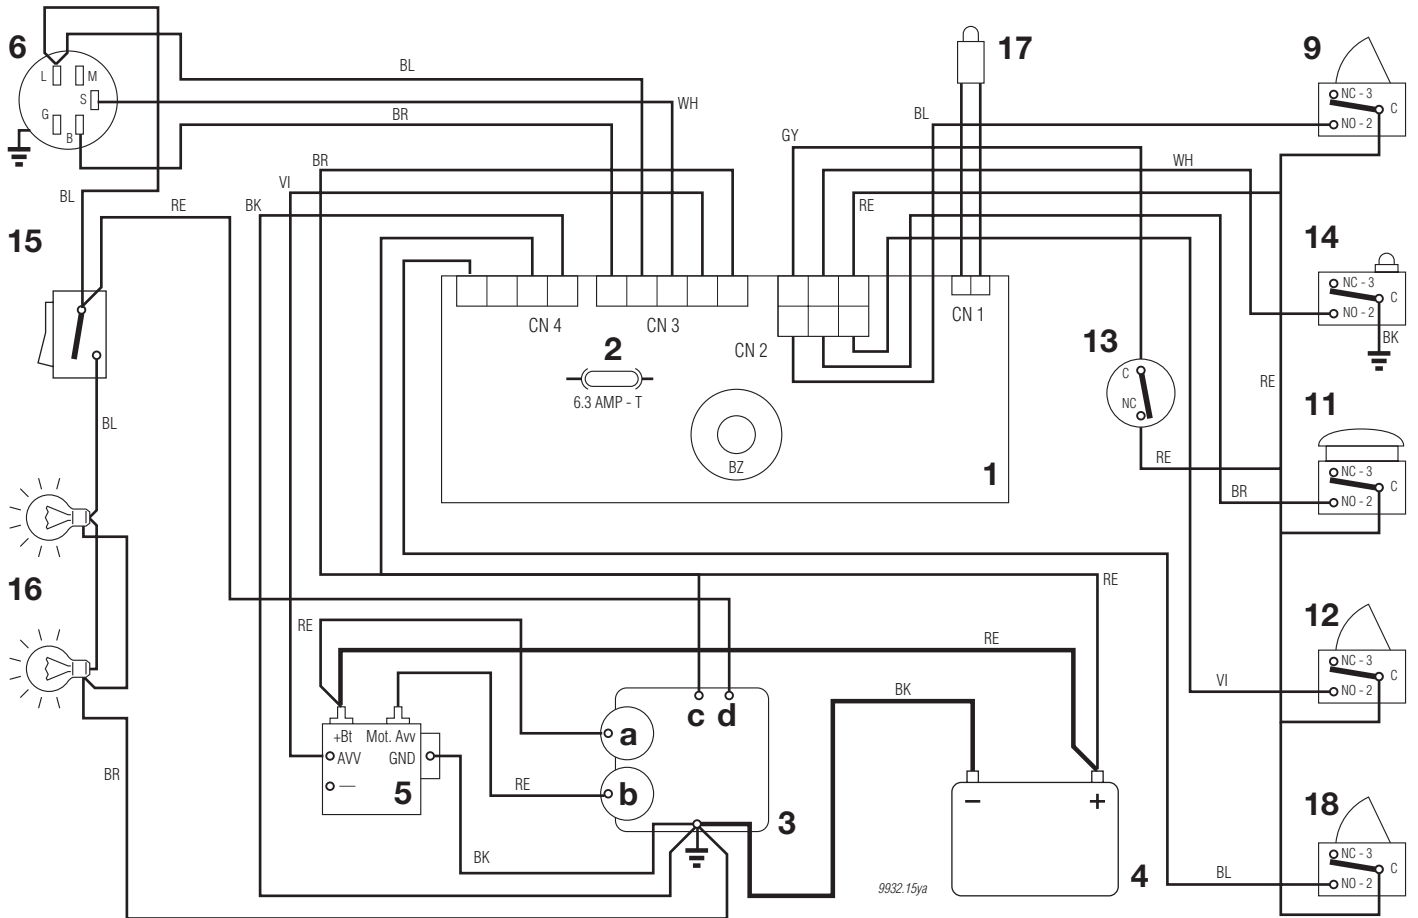 6
L
M
S
G
B
BL
WH
BR
BR
VI
BK
BL
RE
15
BL
16
BR
17
GY
BL
WH
RE
CN 4
CN 3
CN 2
CN 1
2
6.3 AMP - T
BZ
1
13
C
NC
RE
RE
9
NC - 3
C
NO - 2
14
NC - 3
C
NO - 2
BK
11
NC - 3
C
NO - 2
BR
12
NC - 3
C
NO - 2
VI
18
NC - 3
C
NO - 2
BL
RE
RE
RE
+Bt
Mot. Avv
AVV
GND
—
5
RE
BK
a
b
c
d
3
BK
−
+
4
9932.15ya